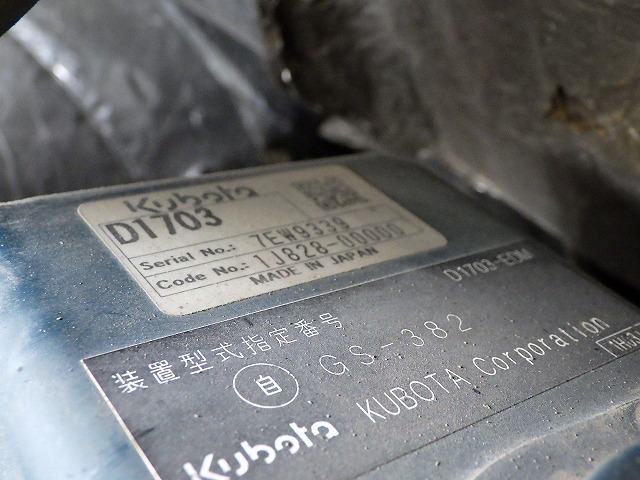 Kubota
D1703
Serial No.: 7EW9339
Code No.: 1J828-00000
MADE IN JAPAN
D1703-EDM
装置型式指定番号
自 GS-382
Kubota KUBOTA Corporation